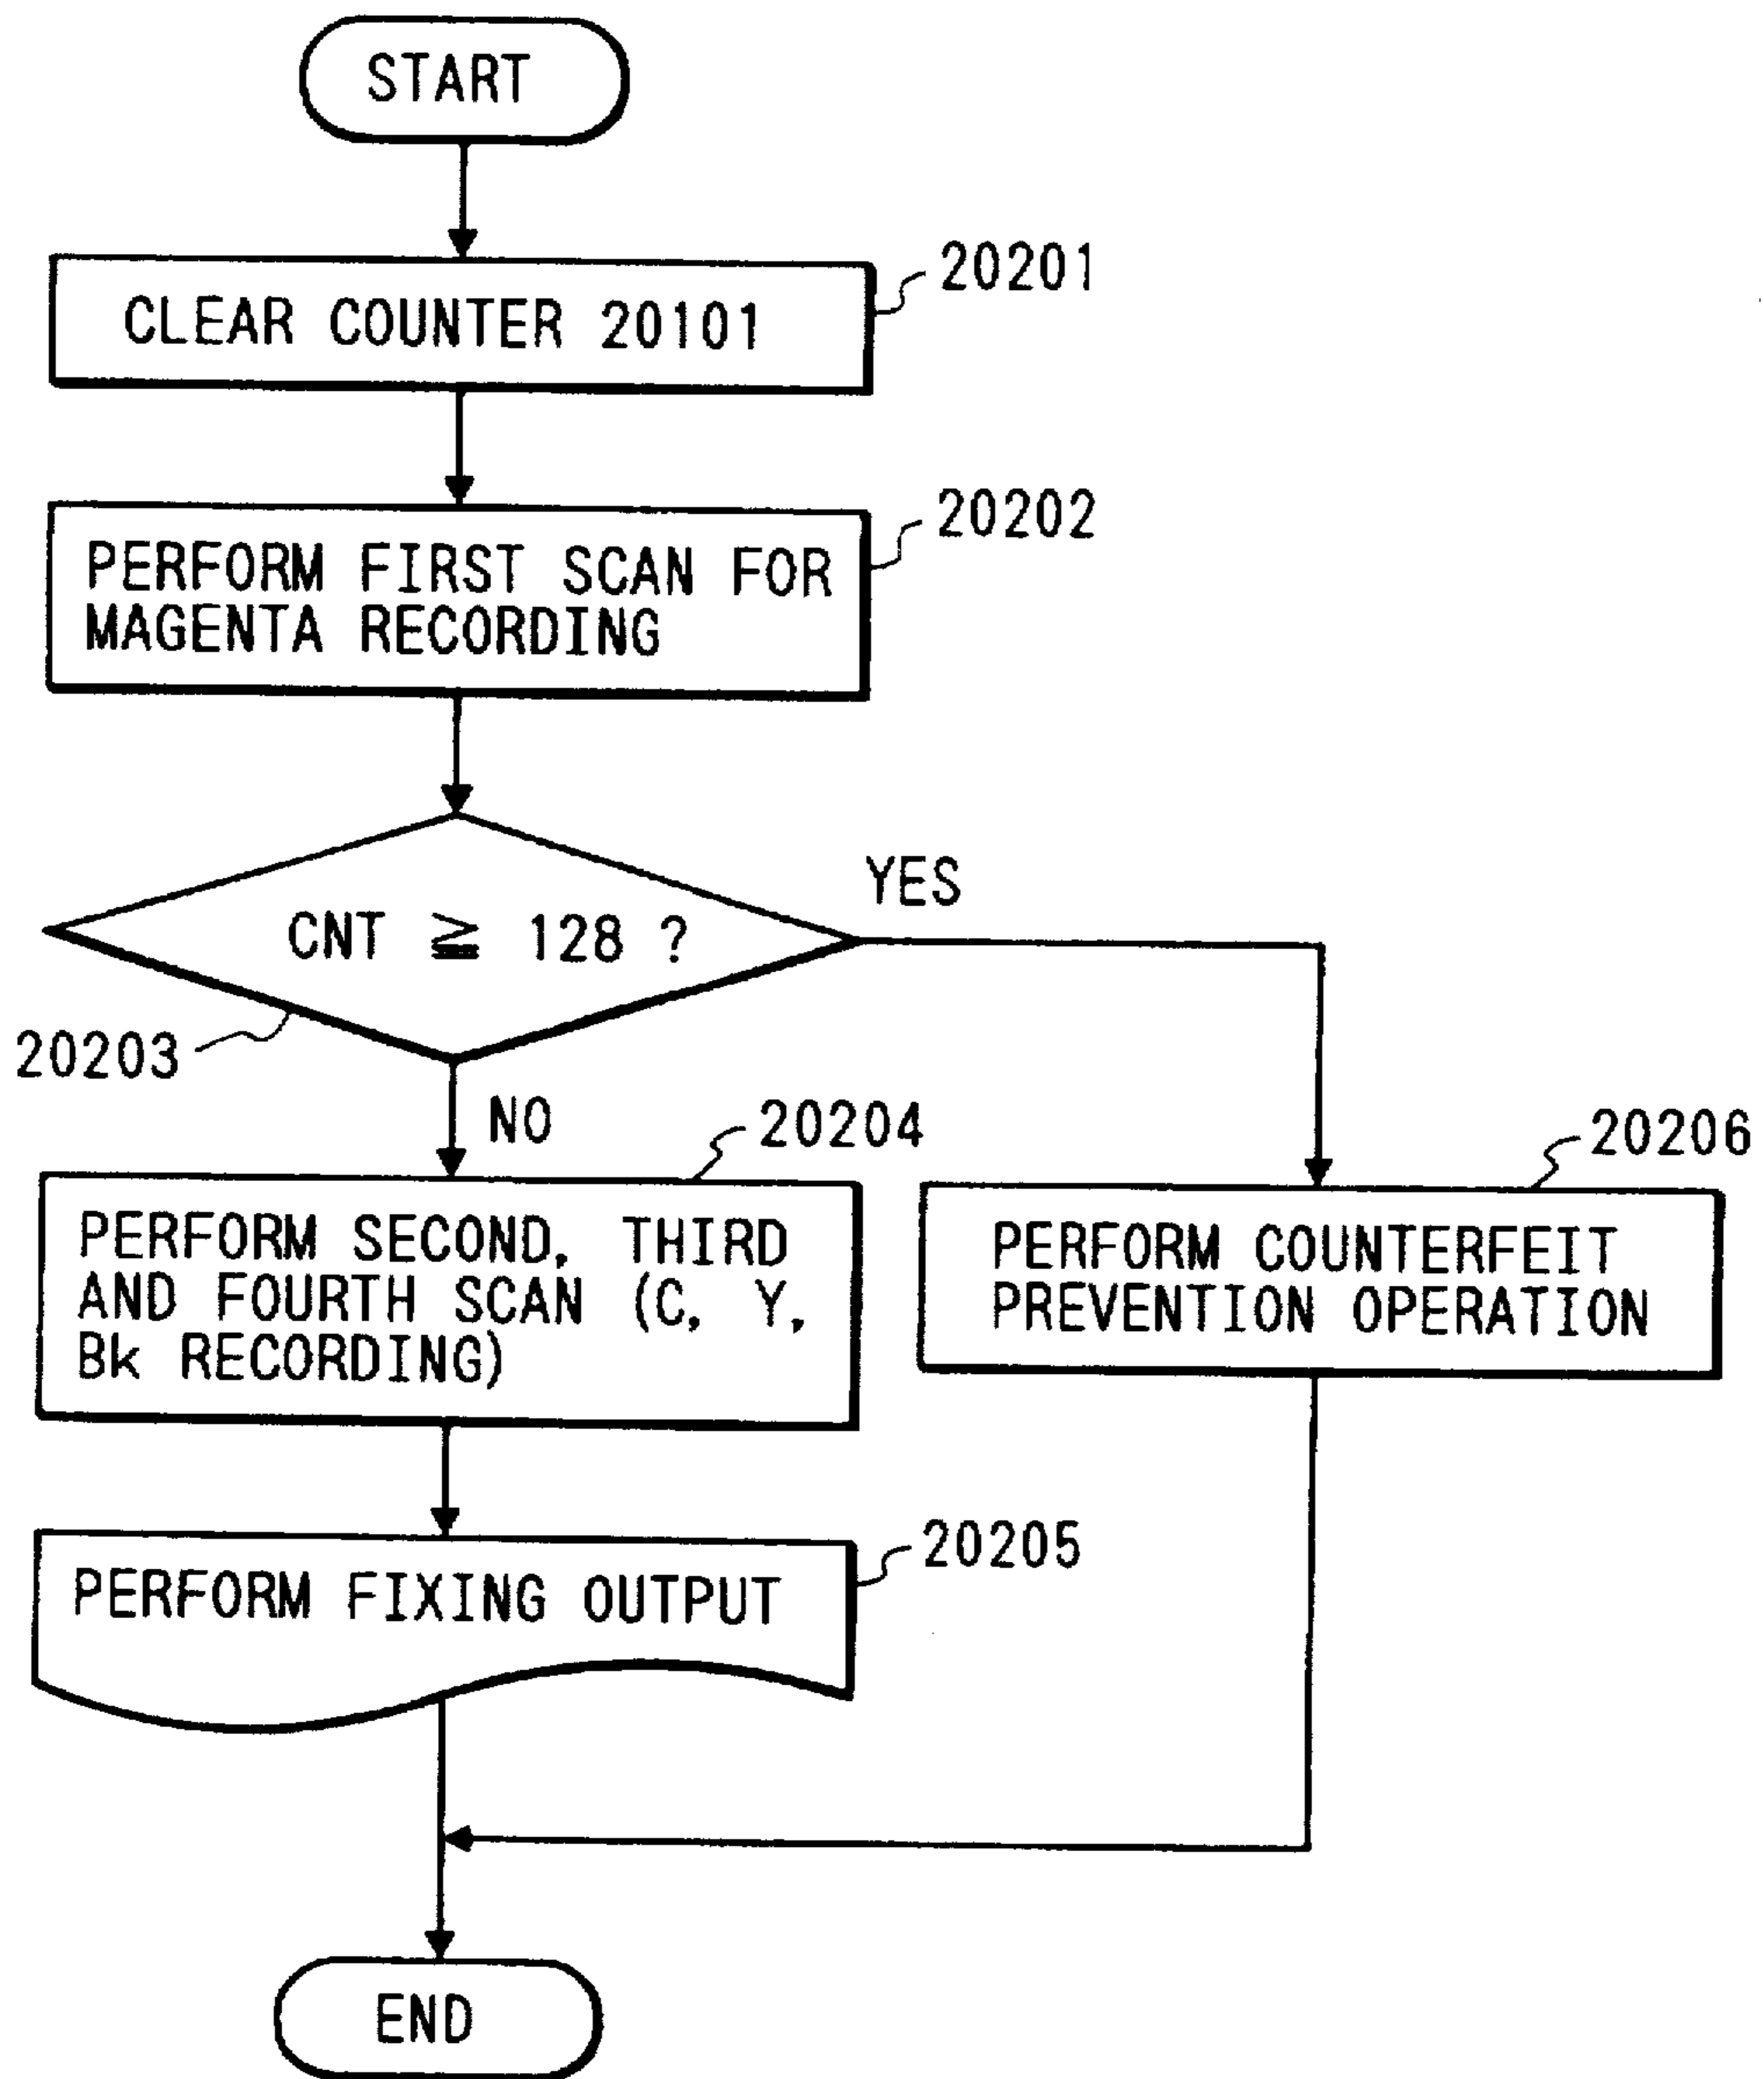 START
CLEAR COUNTER 20101
20201
PERFORM FIRST SCAN FOR
MAGENTA RECORDING
20202
CNT ≧ 128 ?
YES
20203
NO
20204
PERFORM SECOND, THIRD
AND FOURTH SCAN (C, Y,
Bk RECORDING)
20206
PERFORM COUNTERFEIT
PREVENTION OPERATION
PERFORM FIXING OUTPUT
20205
END